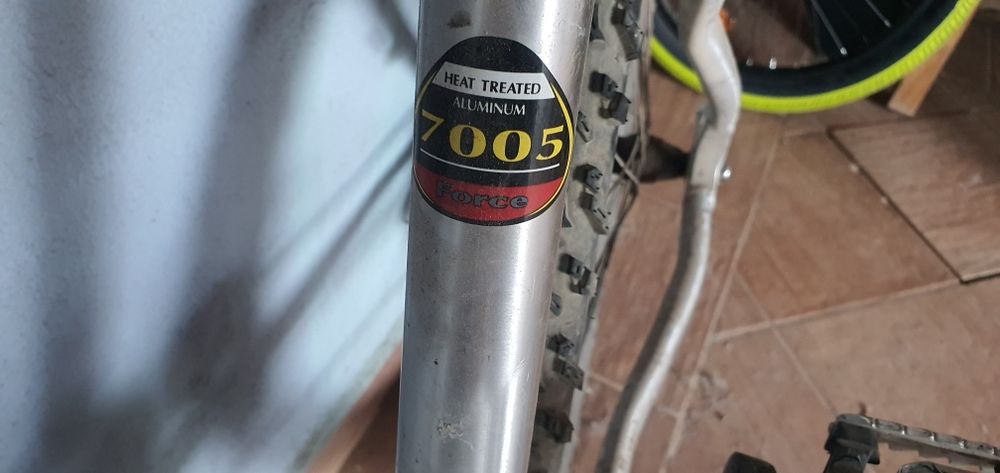 HEAT TREATED
ALUMINUM
7005
Force